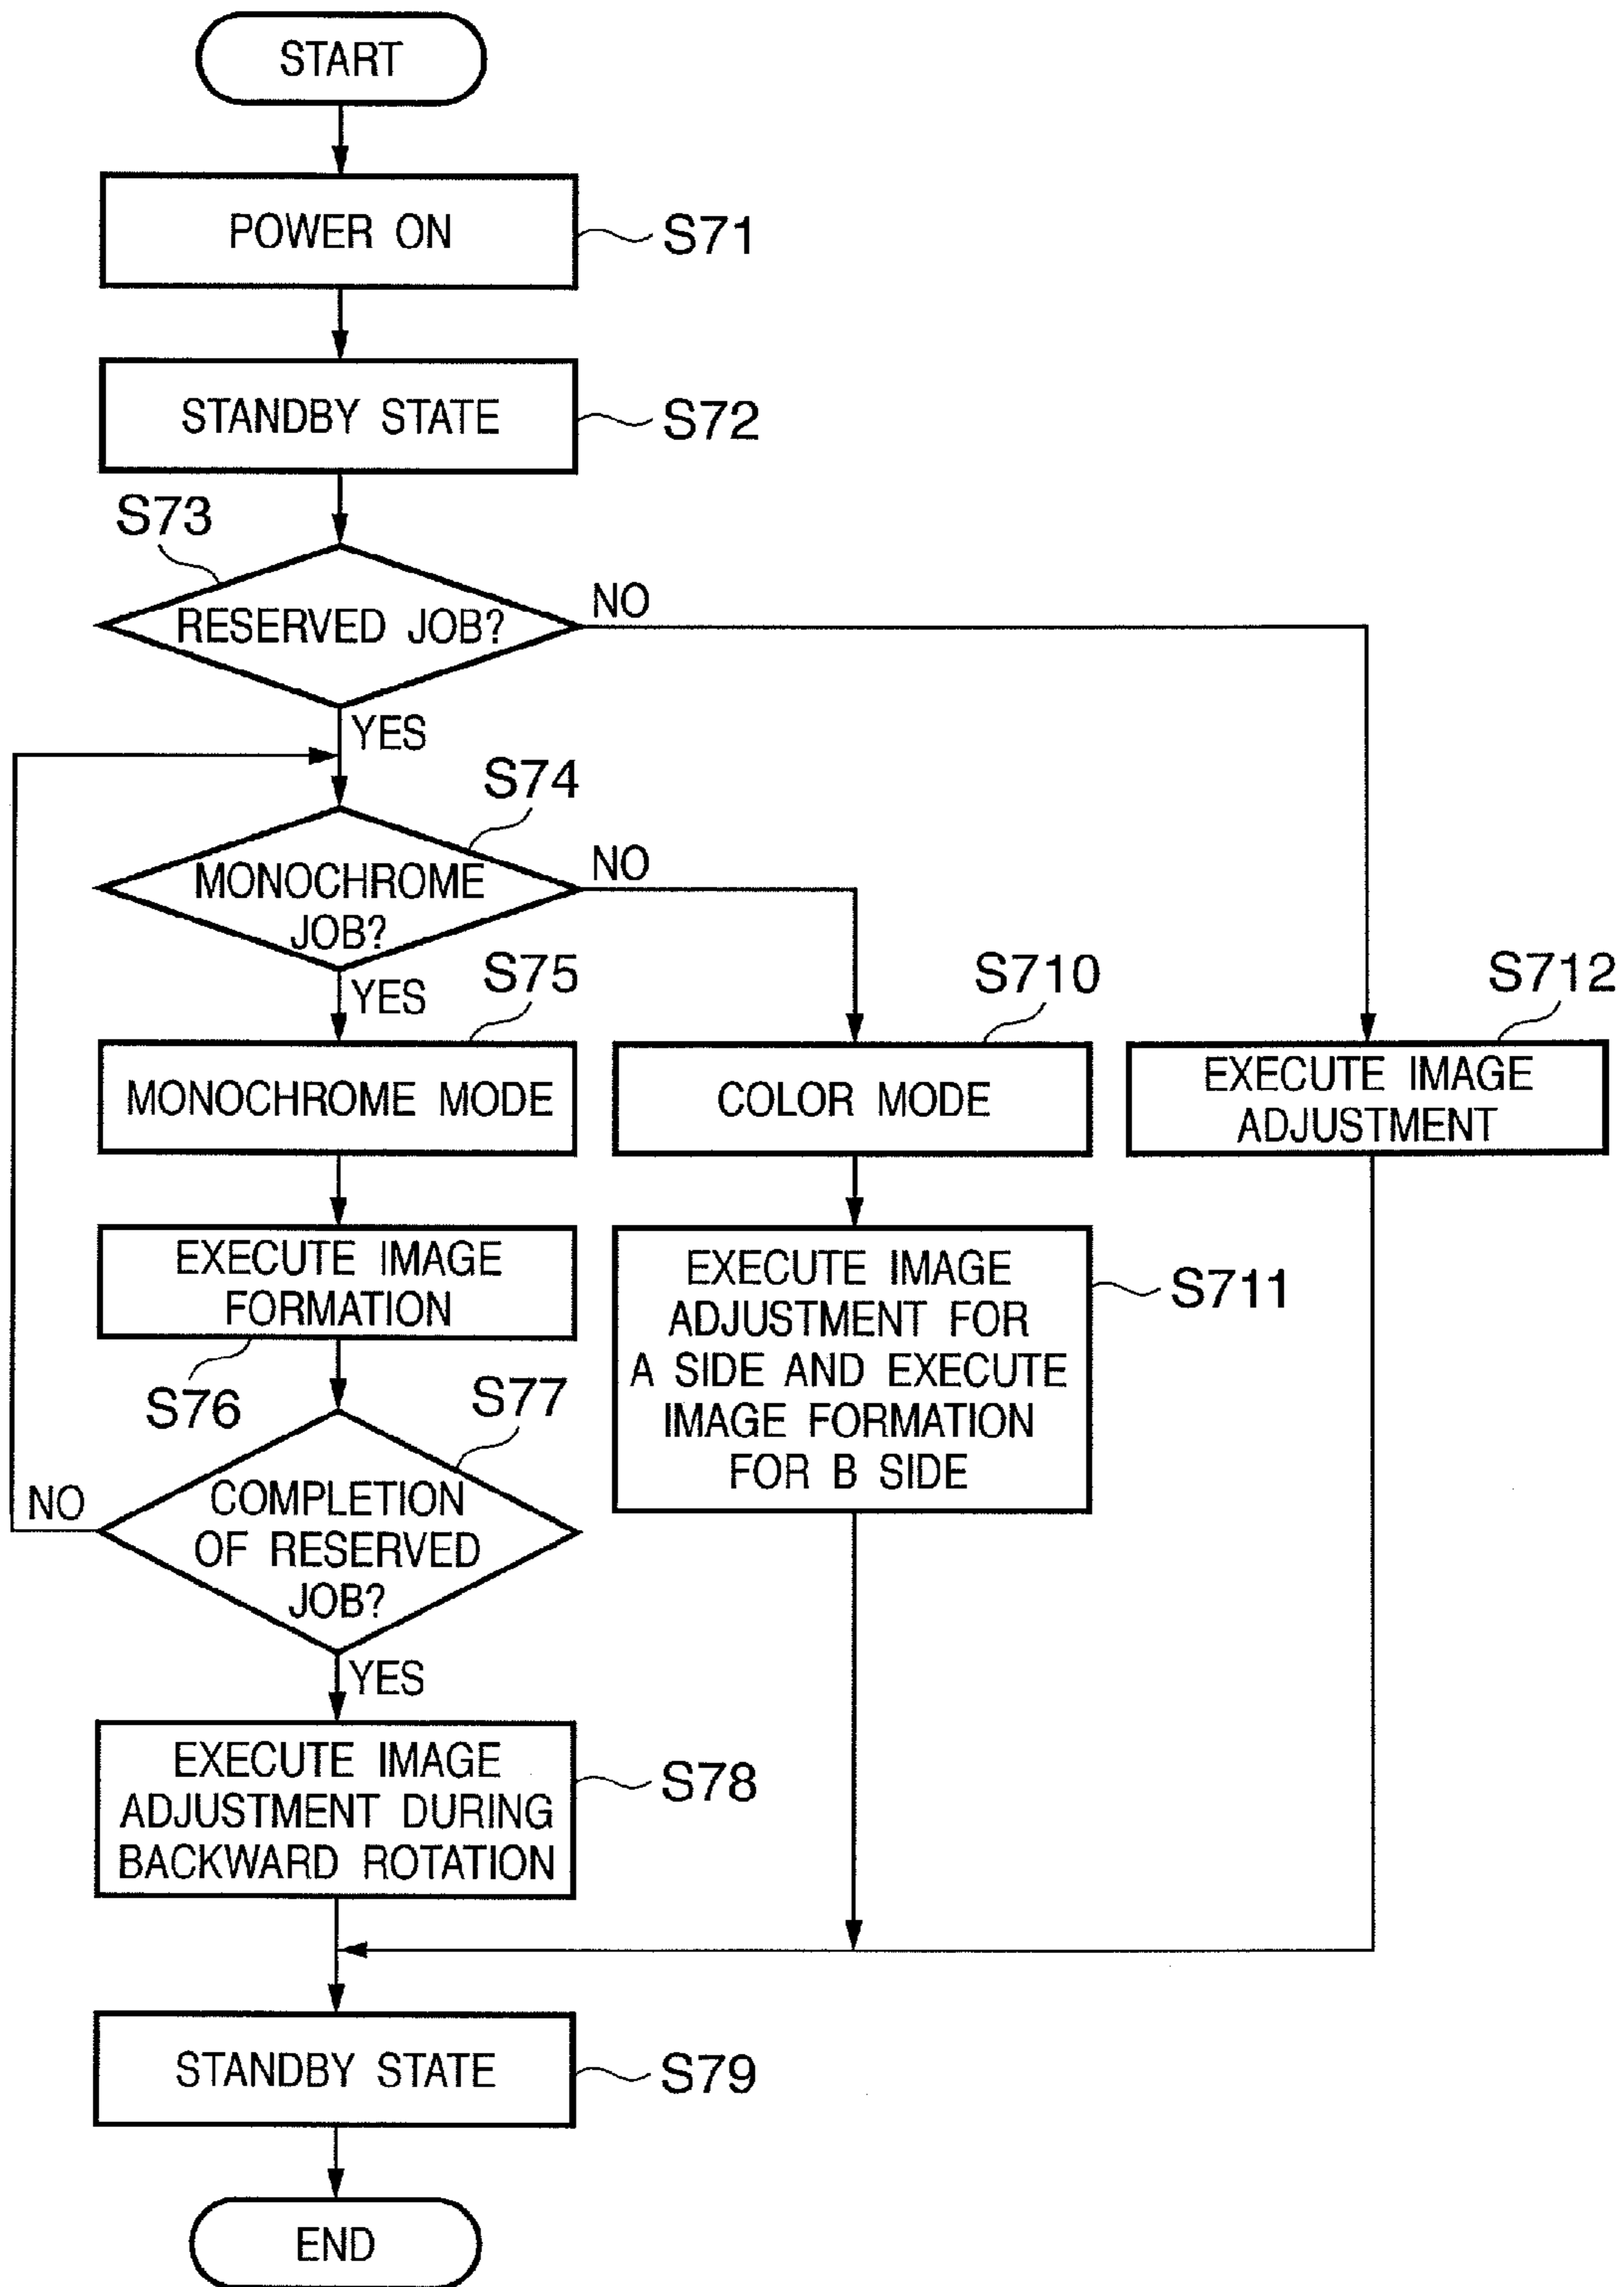 START
POWER ON
S71
STANDBY STATE
S72
S73
RESERVED JOB?
NO
YES
S74
MONOCHROME
JOB?
NO
YES
S75
MONOCHROME MODE
S710
COLOR MODE
S712
EXECUTE IMAGE
ADJUSTMENT
EXECUTE IMAGE
FORMATION
S76
EXECUTE IMAGE
ADJUSTMENT FOR
A SIDE AND EXECUTE
IMAGE FORMATION
FOR B SIDE
S711
S77
COMPLETION
OF RESERVED
JOB?
NO
YES
EXECUTE IMAGE
ADJUSTMENT DURING
BACKWARD ROTATION
S78
STANDBY STATE
S79
END